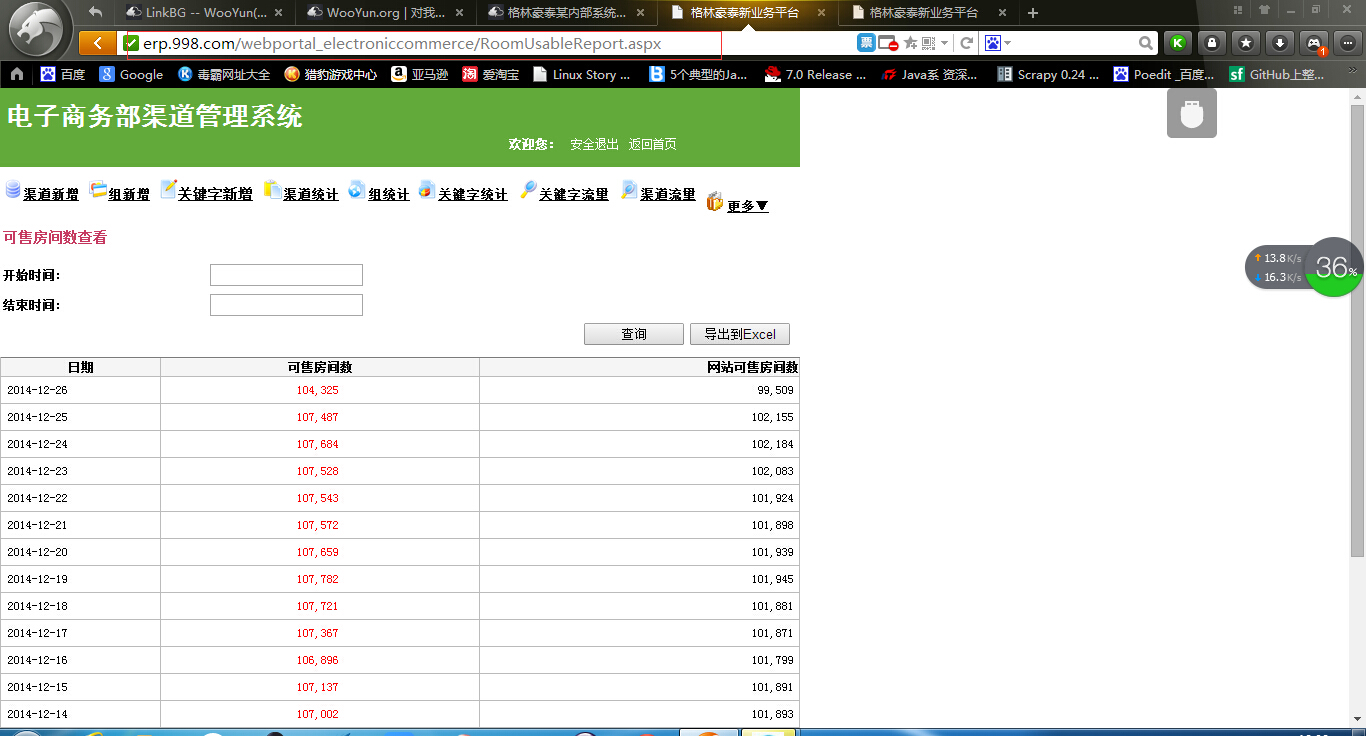 LinkBG -- WooYun(...
WooYun.org | 对我...
格林豪泰某内部系统...
格林豪泰新业务平台
格林豪泰新业务平台
erp.998.com/webportal_electroniccommerce/RoomUsableReport.aspx
票
百度
Google
毒霸网址大全
猎豹游戏中心
亚马逊
爱淘宝
Linux Story ...
5个典型的Ja...
7.0 Release ...
Java系 资深...
Scrapy 0.24 ...
Poedit _百度...
GitHub上整...
电子商务部渠道管理系统
欢迎您： 安全退出 返回首页
渠道新增 组新增 关键字新增 渠道统计 组统计 关键字统计 关键字流量 渠道流量 更多▼
可售房间数查看
13.8K/s
16.3K/s
36%
开始时间：
结束时间：
查询 导出到Excel
日期 可售房间数 网站可售房间数
2014-12-26 104,325 99,509
2014-12-25 107,487 102,155
2014-12-24 107,684 102,184
2014-12-23 107,528 102,083
2014-12-22 107,543 101,924
2014-12-21 107,572 101,898
2014-12-20 107,659 101,939
2014-12-19 107,782 101,945
2014-12-18 107,721 101,881
2014-12-17 107,367 101,871
2014-12-16 106,896 101,799
2014-12-15 107,137 101,891
2014-12-14 107,002 101,893